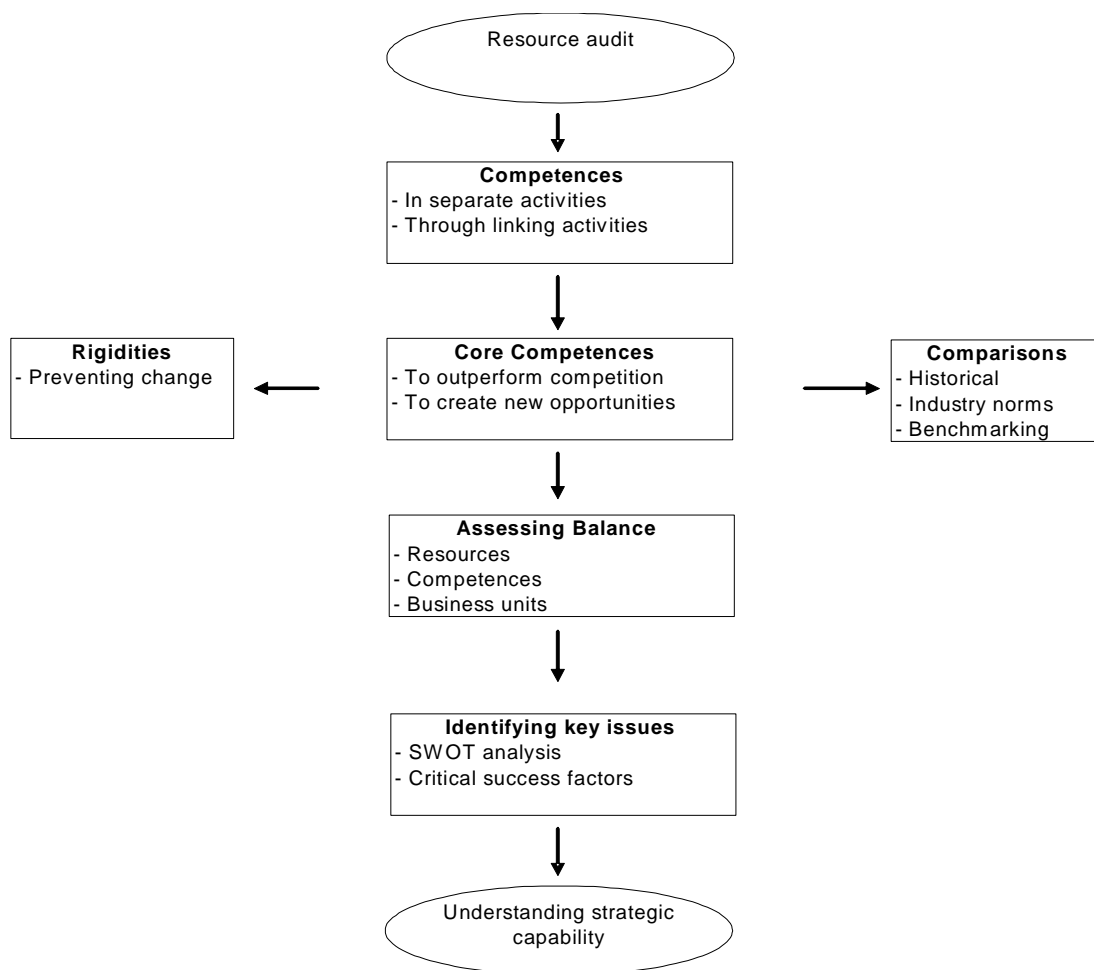 Resource audit
Competences
- In separate activities
- Through linking activities
Rigidities
- Preventing change
Core Competences
- To outperform competition
- To create new opportunities
Comparisons
- Historical
- Industry norms
- Benchmarking
Assessing Balance
- Resources
- Competences
- Business units
Identifying key issues
- SWOT analysis
- Critical success factors
Understanding strategic
capability